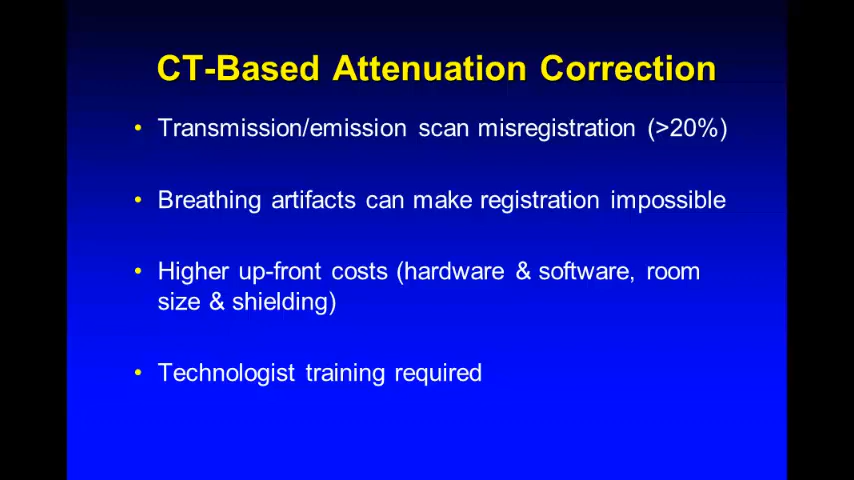 CT-Based Attenuation Correction
• Transmission/emission scan misregistration (>20%)
• Breathing artifacts can make registration impossible
• Higher up-front costs (hardware & software, room
size & shielding)
• Technologist training required